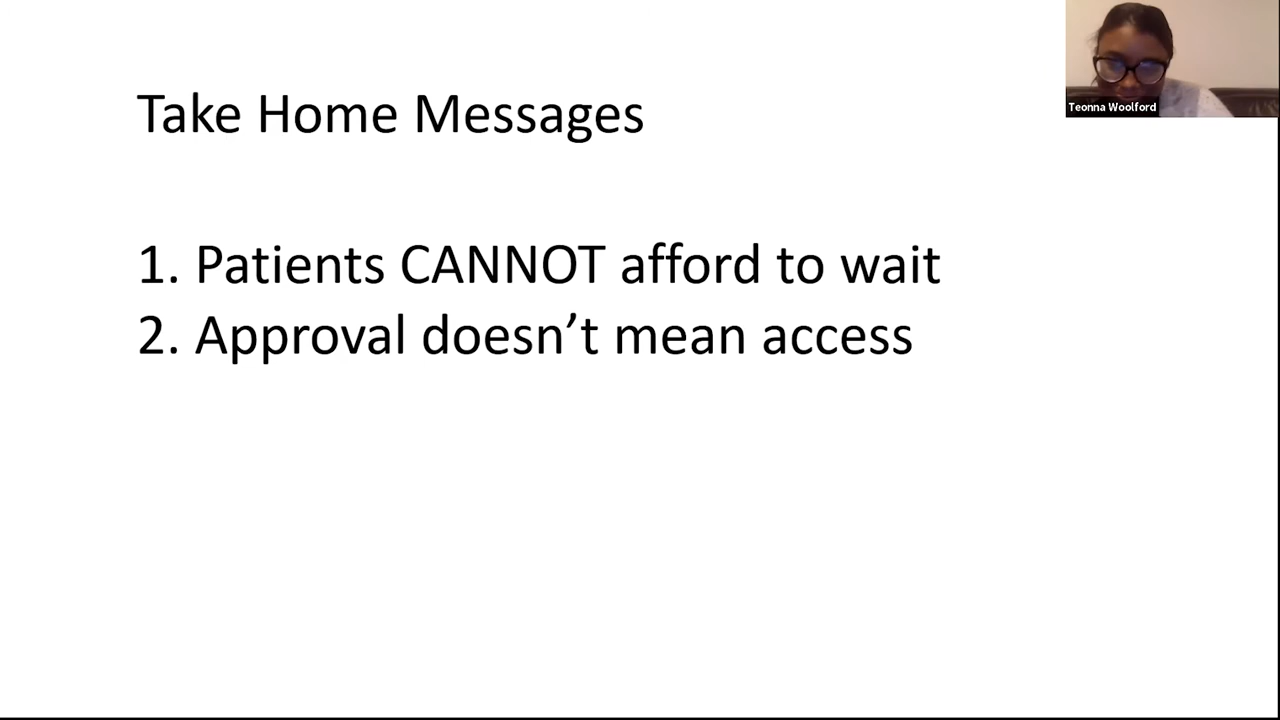 Take Home Messages
1. Patients CANNOT afford to wait
2. Approval doesn’t mean access
Teonna Woolford